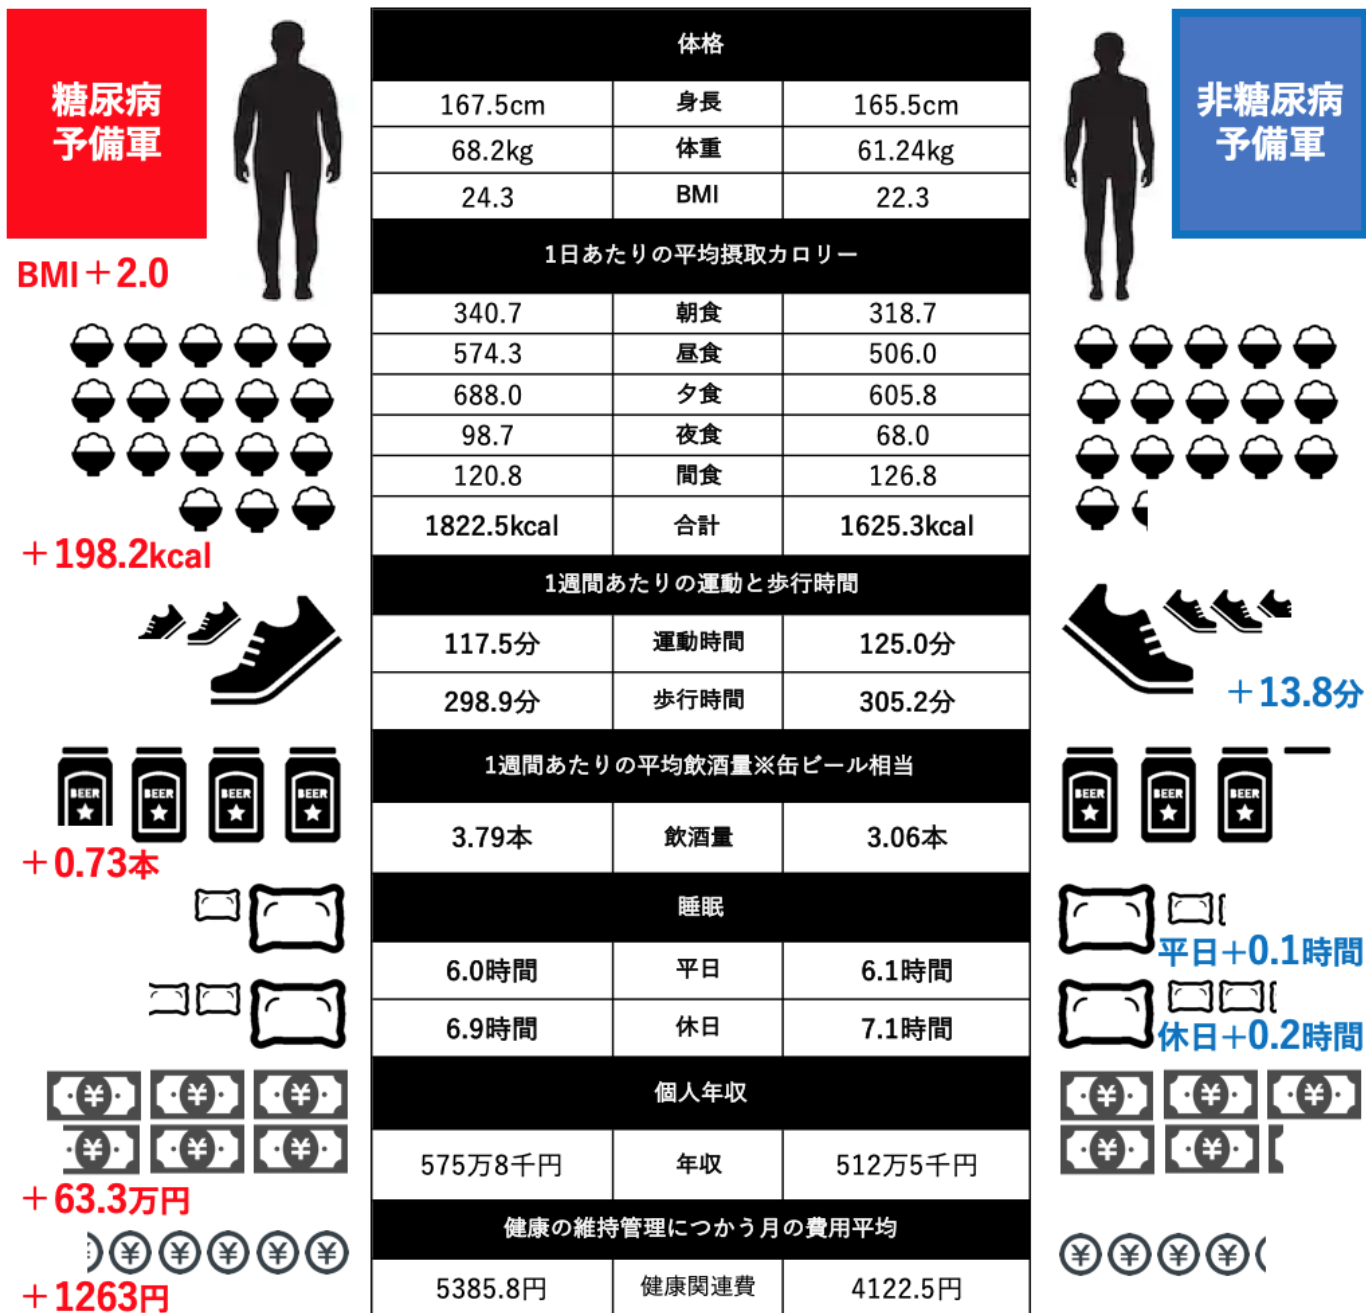 糖尿病
予備軍
非糖尿病
予備軍
体格
167.5cm 身長 165.5cm
68.2kg 体重 61.24kg
24.3 BMI 22.3
BMI＋2.0
1日あたりの平均摂取カロリー
340.7 朝食 318.7
574.3 昼食 506.0
688.0 夕食 605.8
98.7 夜食 68.0
120.8 間食 126.8
1822.5kcal 合計 1625.3kcal
＋198.2kcal
1週間あたりの運動と歩行時間
117.5分 運動時間 125.0分
298.9分 歩行時間 305.2分
＋13.8分
1週間あたりの平均飲酒量※缶ビール相当
BEER BEER BEER BEER BEER BEER BEER
3.79本 飲酒量 3.06本
＋0.73本
睡眠
6.0時間 平日 6.1時間
平日＋0.1時間
6.9時間 休日 7.1時間
休日＋0.2時間
個人年収
¥ ¥ ¥ ¥ ¥ ¥
¥ ¥ ¥ ¥ ¥
575万8千円 年収 512万5千円
＋63.3万円
健康の維持管理につかう月の費用平均
¥ ¥ ¥ ¥ ¥ ¥ ¥ ¥ ¥
5385.8円 健康関連費 4122.5円
＋1263円